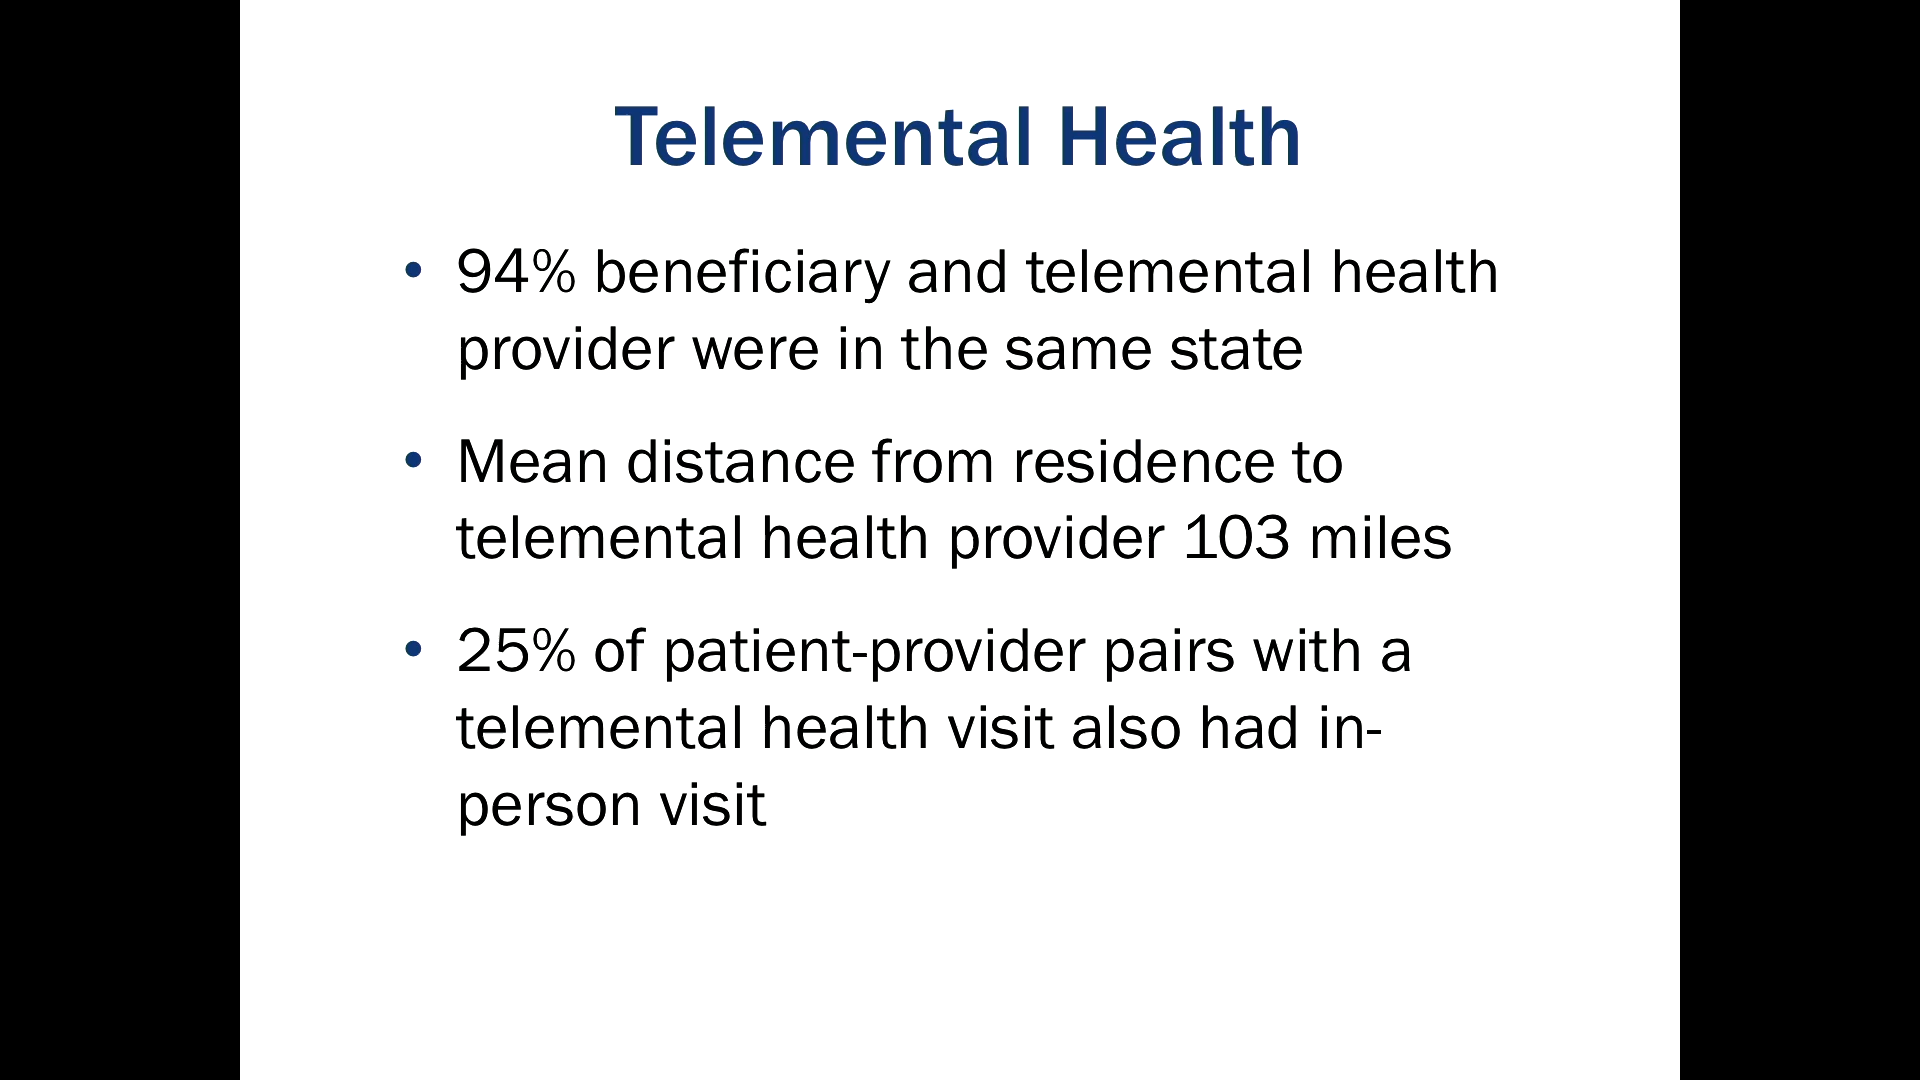 Telemental Health
• 94% beneficiary and telemental health
provider were in the same state
• Mean distance from residence to
telemental health provider 103 miles
• 25% of patient-provider pairs with a
telemental health visit also had in-
person visit